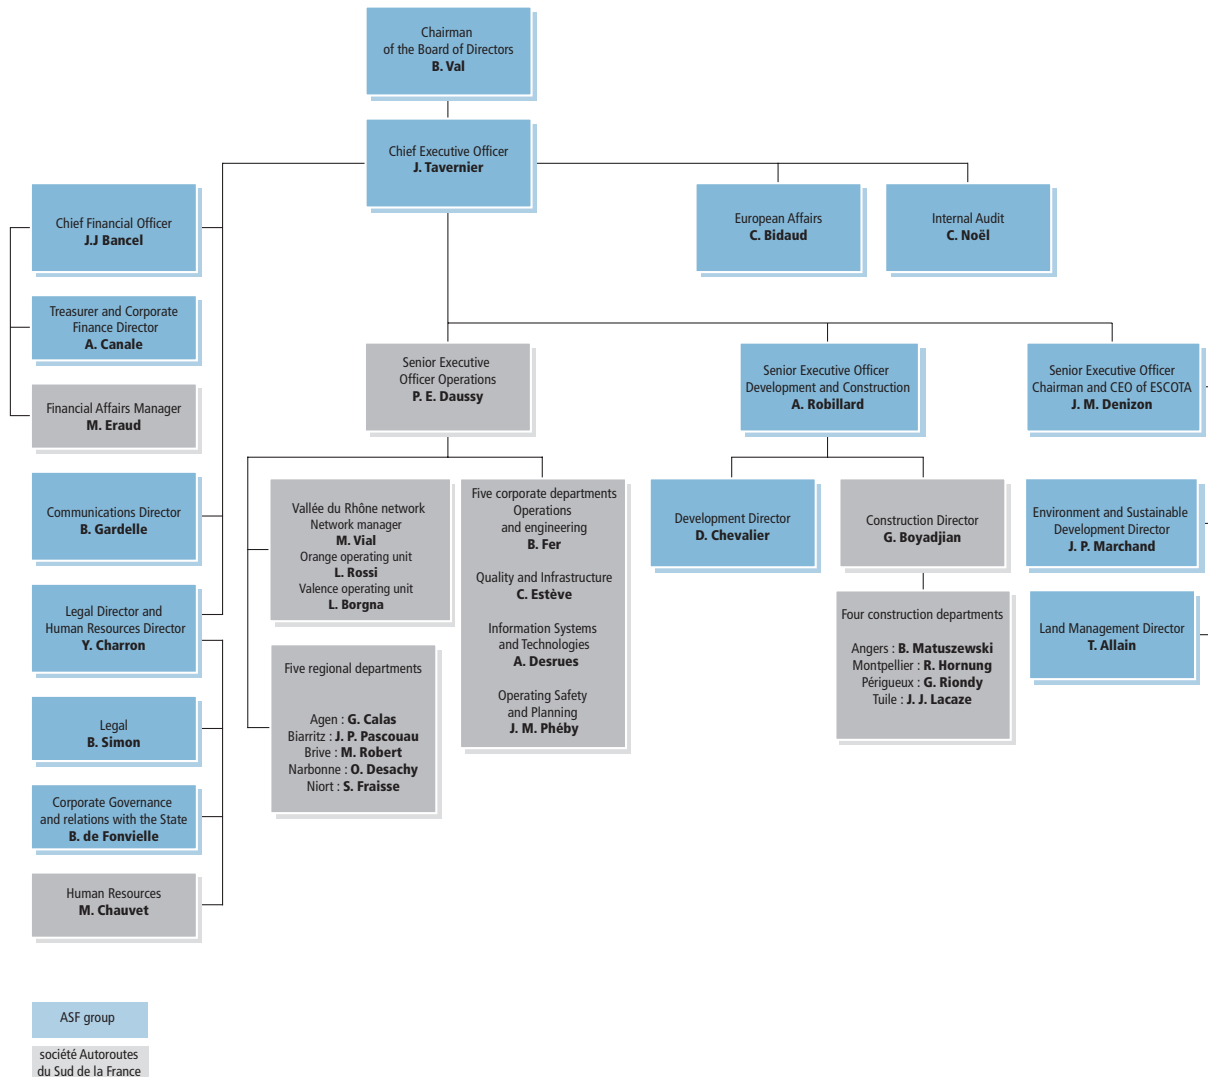 Chairman
of the Board of Directors
B. Val
Chief Executive Officer
J. Tavernier
European Affairs
C. Bidaud
Internal Audit
C. Noël
Chief Financial Officer
J.J Bancel
Treasurer and Corporate
Finance Director
A. Canale
Financial Affairs Manager
M. Eraud
Communications Director
B. Gardelle
Legal Director and
Human Resources Director
Y. Charron
Legal
B. Simon
Corporate Governance
and relations with the State
B. de Fonvielle
Human Resources
M. Chauvet
Senior Executive
Officer Operations
P. E. Daussy
Vallée du Rhône network
Network manager
M. Vial
Orange operating unit
L. Rossi
Valence operating unit
L. Borgna
Five regional departments
Agen : G. Calas
Biarritz : J. P. Pascouau
Brive : M. Robert
Narbonne : O. Desachy
Niort : S. Fraisse
Five corporate departments
Operations
and engineering
B. Fer
Quality and Infrastructure
C. Estève
Information Systems
and Technologies
A. Desrues
Operating Safety
and Planning
J. M. Phéby
Senior Executive Officer
Development and Construction
A. Robillard
Development Director
D. Chevalier
Construction Director
G. Boyadjian
Four construction departments
Angers : B. Matuszewski
Montpellier : R. Hornung
Périgueux : G. Riondy
Tuile : J. J. Lacaze
Senior Executive Officer
Chairman and CEO of ESCOTA
J. M. Denizon
Environment and Sustainable
Development Director
J. P. Marchand
Land Management Director
T. Allain
ASF group
société Autoroutes
du Sud de la France